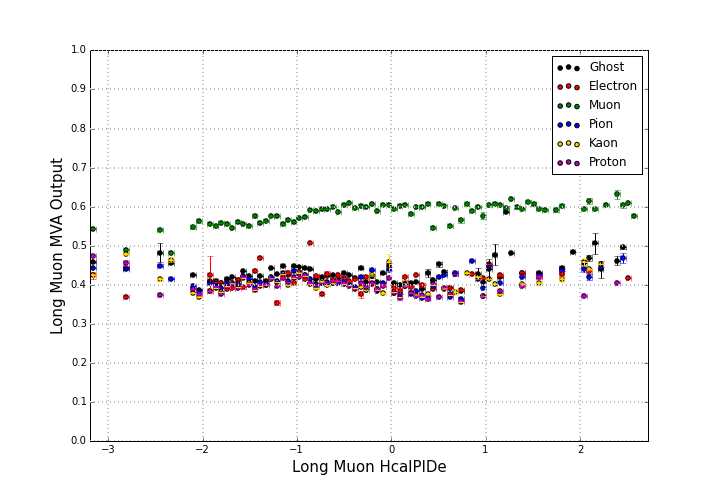 1.0
0.9
0.8
0.7
0.6
0.5
0.4
0.3
0.2
0.1
0.0
−3
−2
−1
0
1
2
Long Muon HcalPIDe
Long Muon MVA Output
Ghost
Electron
Muon
Pion
Kaon
Proton